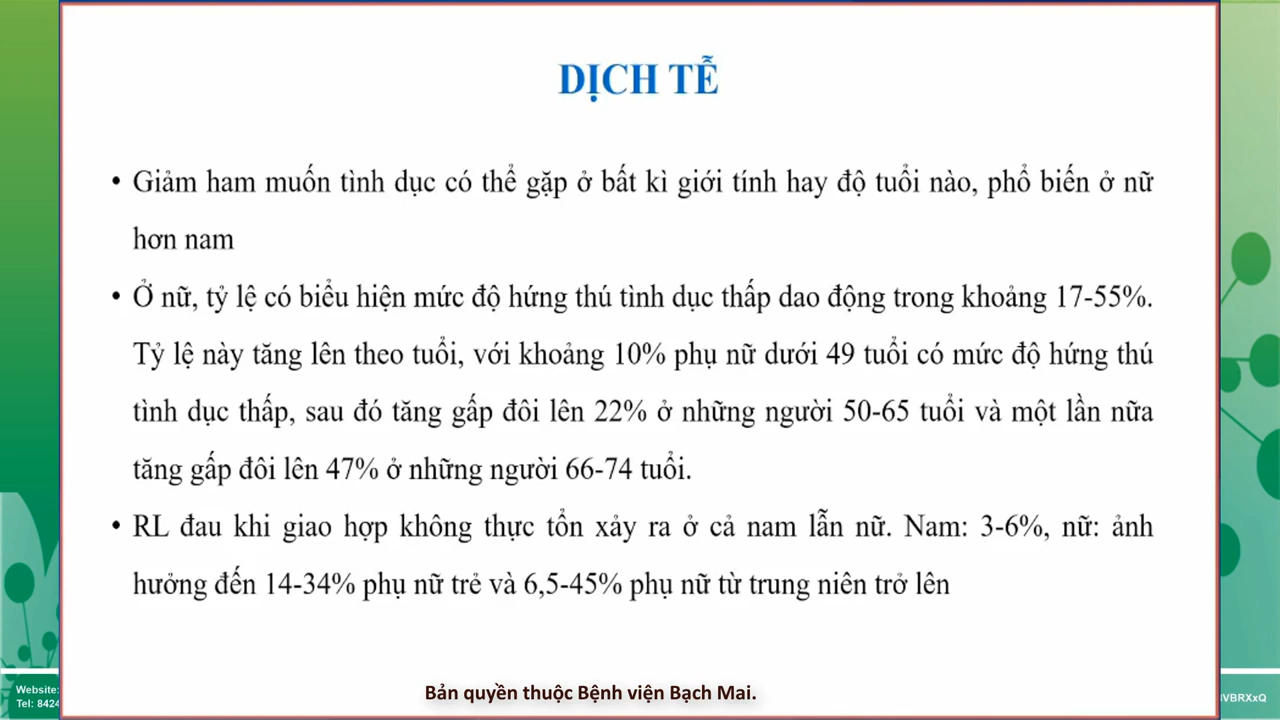 DỊCH TỄ
• Giảm ham muốn tình dục có thể gặp ở bất kì giới tính hay độ tuổi nào, phổ biến ở nữ
hơn nam
• Ở nữ, tỷ lệ có biểu hiện mức độ hứng thú tình dục thấp dao động trong khoảng 17-55%.
Tỷ lệ này tăng lên theo tuổi, với khoảng 10% phụ nữ dưới 49 tuổi có mức độ hứng thú
tình dục thấp, sau đó tăng gấp đôi lên 22% ở những người 50-65 tuổi và một lần nữa
tăng gấp đôi lên 47% ở những người 66-74 tuổi.
• RL đau khi giao hợp không thực tổn xảy ra ở cả nam lẫn nữ. Nam: 3-6%, nữ: ảnh
hưởng đến 14-34% phụ nữ trẻ và 6,5-45% phụ nữ từ trung niên trở lên
Website:
Tel: 8424
Bản quyền thuộc Bệnh viện Bạch Mai.